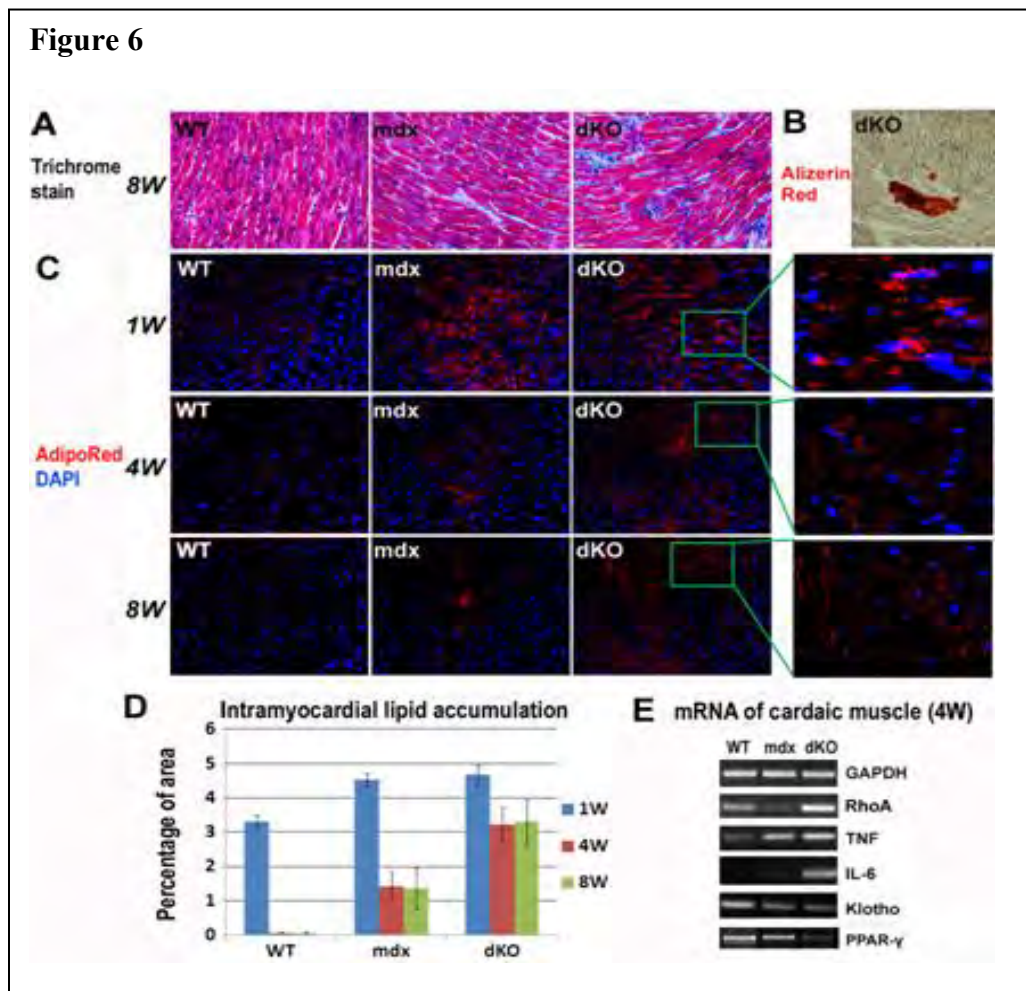 Figure 6
A
Trichrome
stain
8W
WT
mdx
dKO
B
Alizerin
Red
dKO
C
1W
WT
mdx
dKO
AdipoRed
DAPI
4W
WT
mdx
dKO
8W
WT
mdx
dKO
D
Intramyocardial lipid accumulation
Percentage of area
6
5
4
3
2
1
0
WT
mdx
dKO
1W
4W
8W
E
mRNA of cardaic muscle (4W)
WT mdx dKO
GAPDH
RhoA
TNF
IL-6
Klotho
PPAR-γ